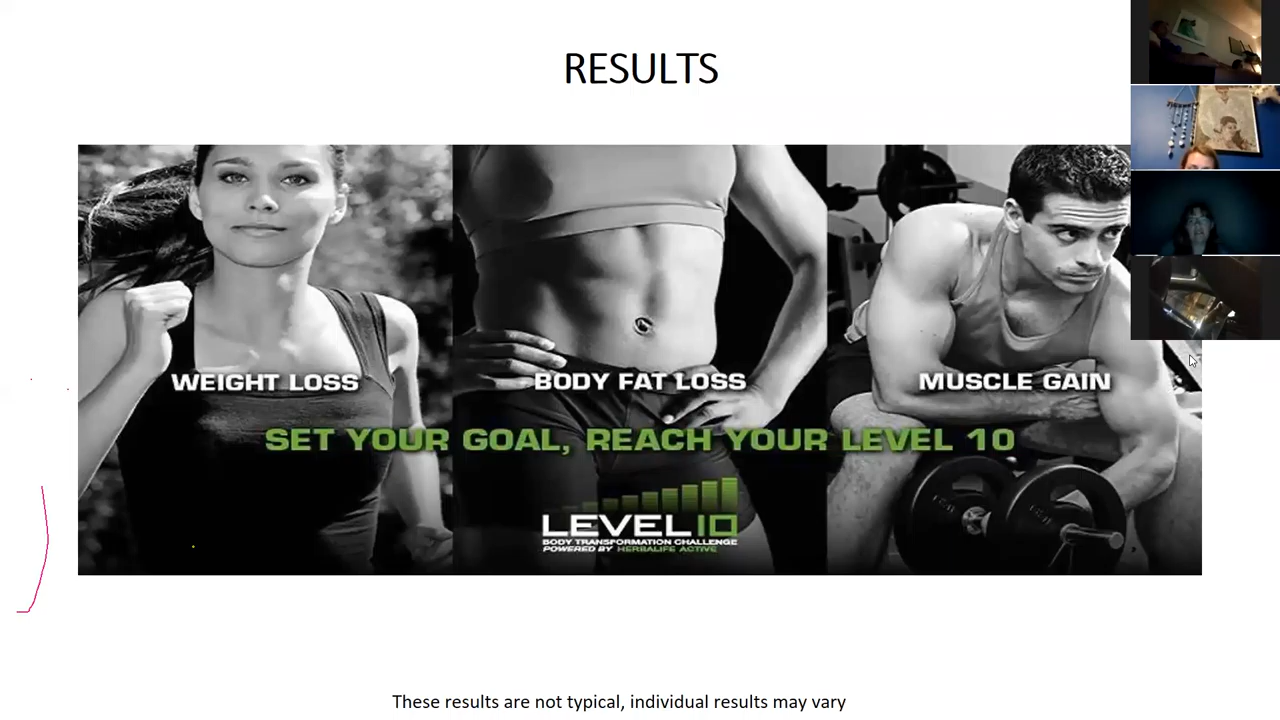 RESULTS
WEIGHT LOSS
BODY FAT LOSS
MUSCLE GAIN
SET YOUR GOAL, REACH YOUR LEVEL 10
LEVEL10
BODY TRANSFORMATION CHALLENGE
POWERED BY HERBALIFE ACTIVE
These results are not typical, individual results may vary